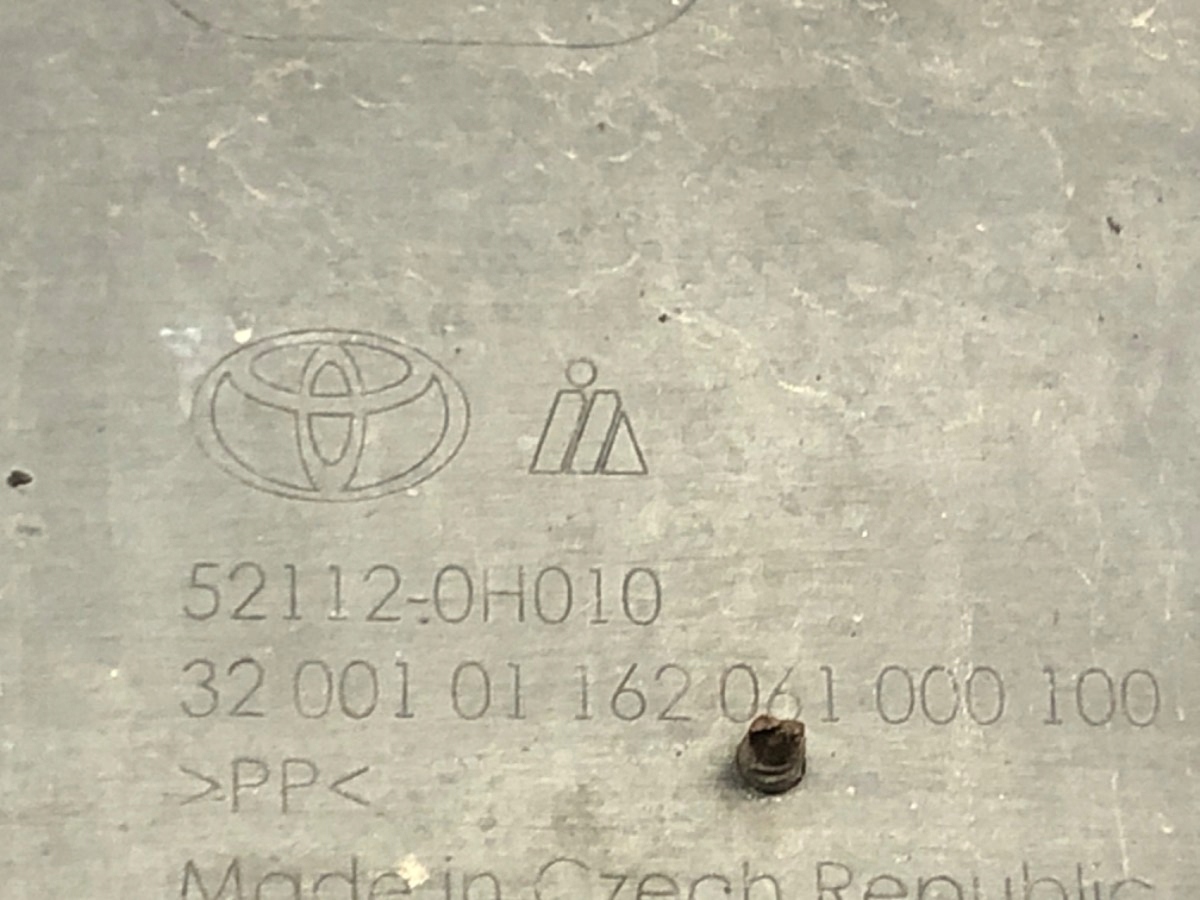 52112-0H010
32 001 01 162 061 000 100
>PP<
Made in Czech Republic